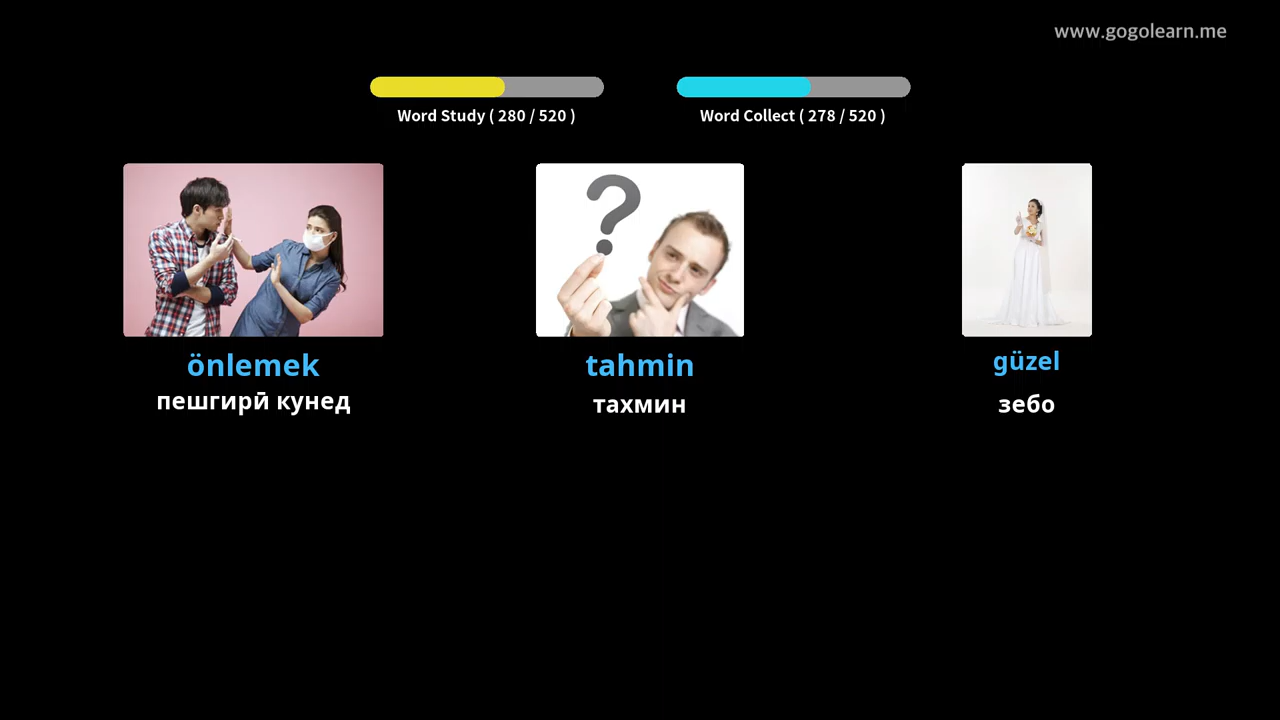 www.gogolearn.me
Word Study ( 280 / 520 )
Word Collect ( 278 / 520 )
önlemek
tahmin
güzel
пешгирӣ кунед
тахмин
зебо